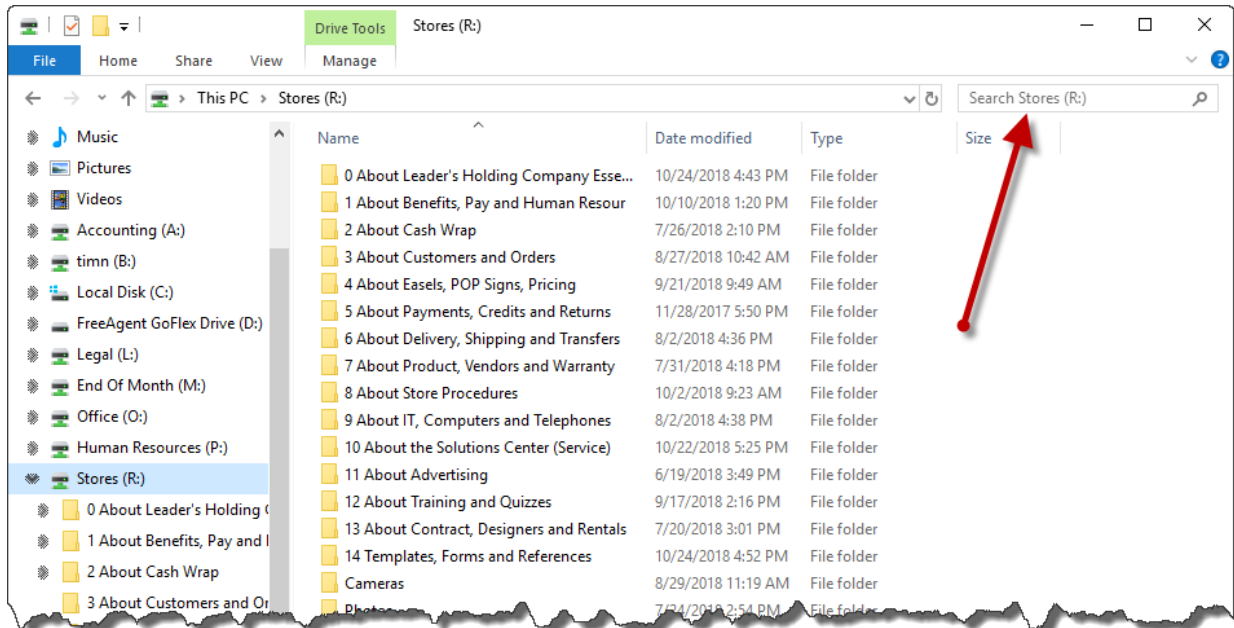 Drive Tools Stores (R:)
File Home Share View Manage
This PC > Stores (R:) Search Stores (R:)
Music
Pictures
Videos
Accounting (A:)
timn (B:)
Local Disk (C:)
FreeAgent GoFlex Drive (D:)
Legal (L:)
End Of Month (M:)
Office (O:)
Human Resources (P:)
Stores (R:)
0 About Leader's Holding
1 About Benefits, Pay and
2 About Cash Wrap
3 About Customers and Or
Name Date modified Type Size
0 About Leader's Holding Company Esse... 10/24/2018 4:43 PM File folder
1 About Benefits, Pay and Human Resour 10/10/2018 1:20 PM File folder
2 About Cash Wrap 7/26/2018 2:10 PM File folder
3 About Customers and Orders 8/27/2018 10:42 AM File folder
4 About Easels, POP Signs, Pricing 9/21/2018 9:49 AM File folder
5 About Payments, Credits and Returns 11/28/2017 5:50 PM File folder
6 About Delivery, Shipping and Transfers 8/2/2018 4:36 PM File folder
7 About Product, Vendors and Warranty 7/31/2018 4:18 PM File folder
8 About Store Procedures 10/2/2018 9:23 AM File folder
9 About IT, Computers and Telephones 8/2/2018 4:38 PM File folder
10 About the Solutions Center (Service) 10/22/2018 5:25 PM File folder
11 About Advertising 6/19/2018 3:49 PM File folder
12 About Training and Quizzes 9/17/2018 2:16 PM File folder
13 About Contract, Designers and Rentals 7/20/2018 3:01 PM File folder
14 Templates, Forms and References 10/24/2018 4:52 PM File folder
Cameras 8/29/2018 11:19 AM File folder
Photos 7/24/2018 2:54 PM File folder